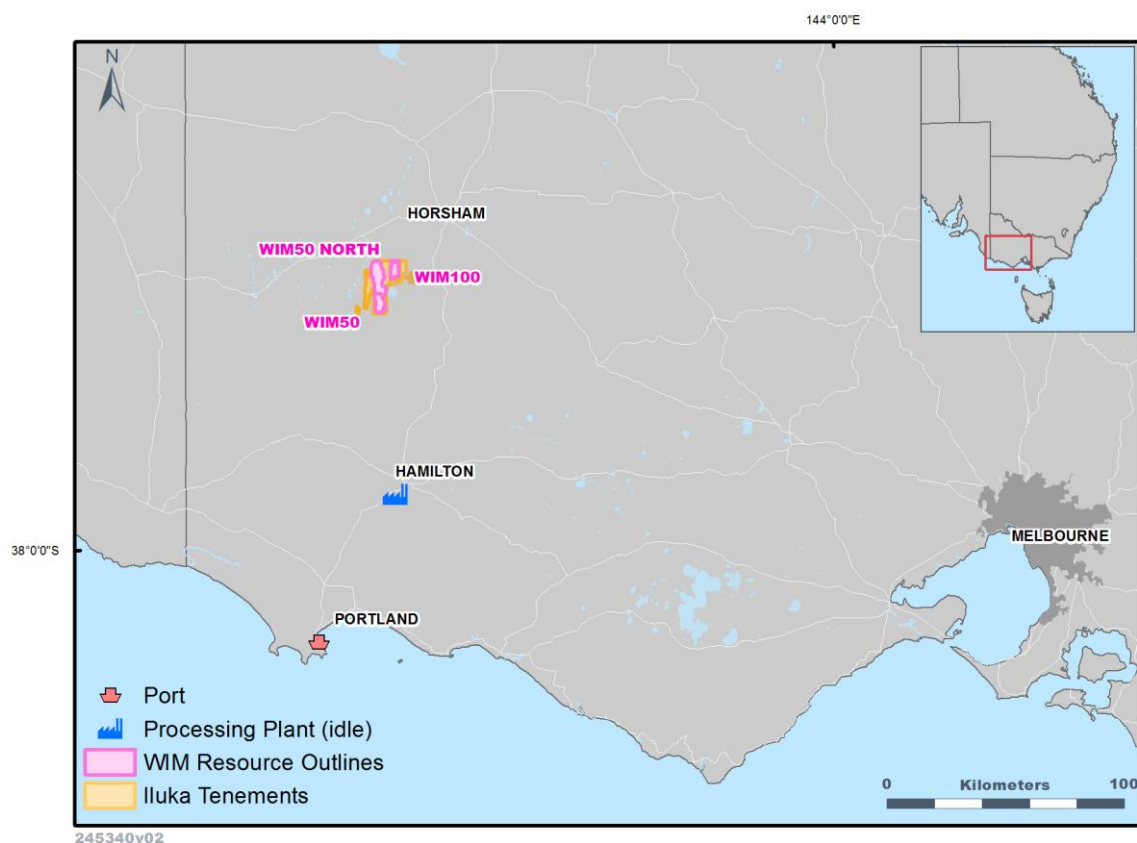 144°0'0"E
N
HORSHAM
WIM50 NORTH
WIM100
WIM50
HAMILTON
38°0'0"S
MELBOURNE
PORTLAND
Port
Processing Plant (idle)
WIM Resource Outlines
Iluka Tenements
0 Kilometers 100
245340v02